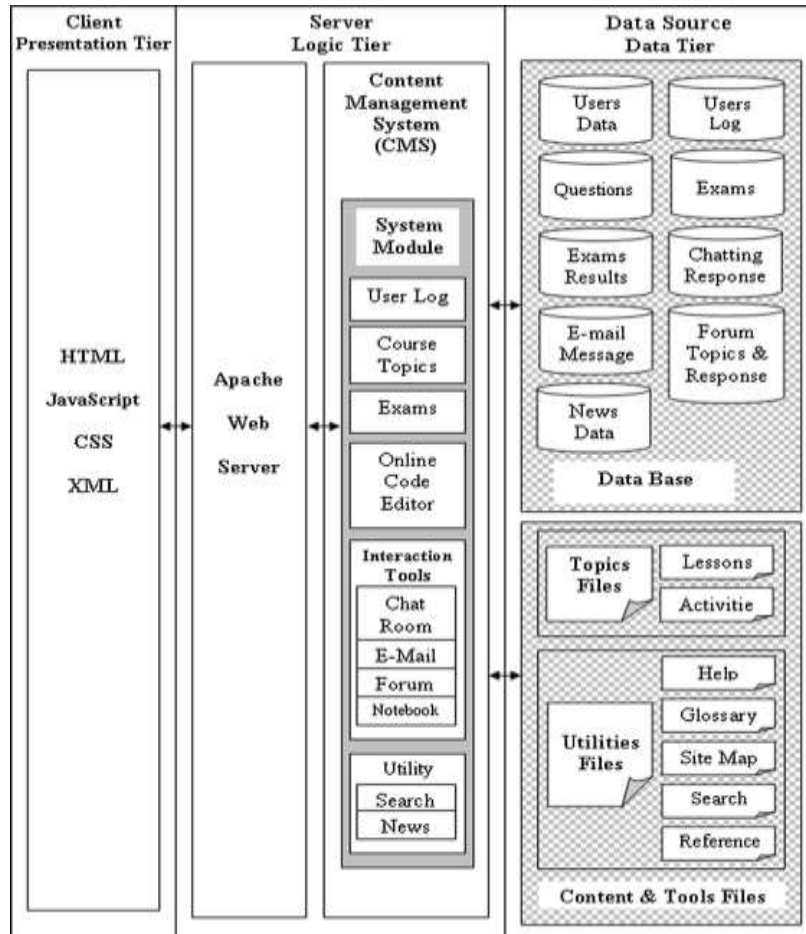 Client
Presentation Tier
Server
Logic Tier
Data Source
Data Tier
HTML
JavaScript
CSS
XML
Apache
Web
Server
Content
Management
System
(CMS)
System
Module
User Log
Course
Topics
Exams
Online
Code
Editor
Interaction
Tools
Chat
Room
E-Mail
Forum
Notebook
Utility
Search
News
Users
Data
Users
Log
Questions
Exams
Exams
Results
Chatting
Response
E-mail
Message
Forum
Topics &
Response
News
Data
Data Base
Topics
Files
Lessons
Activitie
Utilities
Files
Help
Glossary
Site Map
Search
Reference
Content & Tools Files